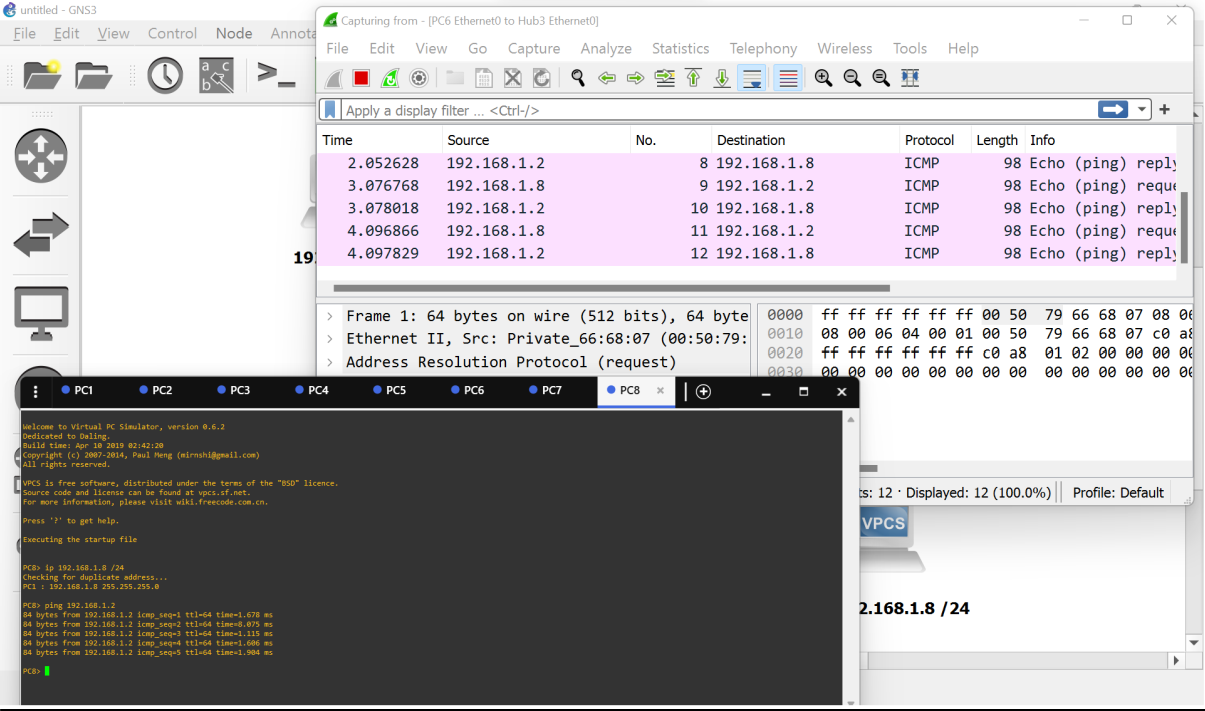 untitled - GNS3
File Edit View Control Node Annota
a c
b
Capturing from - [PC6 Ethernet0 to Hub3 Ethernet0]
File Edit View Go Capture Analyze Statistics Telephony Wireless Tools Help
Apply a display filter ... <Ctrl-/>
Time Source No. Destination Protocol Length Info
2.052628 192.168.1.2 8 192.168.1.8 ICMP 98 Echo (ping) reply
3.076768 192.168.1.8 9 192.168.1.2 ICMP 98 Echo (ping) reque
3.078018 192.168.1.2 10 192.168.1.8 ICMP 98 Echo (ping) reply
4.096866 192.168.1.8 11 192.168.1.2 ICMP 98 Echo (ping) reque
4.097829 192.168.1.2 12 192.168.1.8 ICMP 98 Echo (ping) reply
19
Frame 1: 64 bytes on wire (512 bits), 64 byte
Ethernet II, Src: Private_66:68:07 (00:50:79:
Address Resolution Protocol (request)
0000 ff ff ff ff ff ff 00 50 79 66 68 07 08 06
0010 08 00 06 04 00 01 00 50 79 66 68 07 c0 a8
0020 ff ff ff ff ff ff c0 a8 01 02 00 00 00 00
0030 00 00 00 00 00 00 00 00 00 00 00 00 00 00
ts: 12 · Displayed: 12 (100.0%) Profile: Default
PC1 PC2 PC3 PC4 PC5 PC6 PC7 PC8
Welcome to Virtual PC Simulator, version 0.6.2
Dedicated to Daling.
Build time: Apr 10 2019 02:42:20
Copyright (c) 2007-2014, Paul Meng (mirnshi@gmail.com)
All rights reserved.
VPCS is free software, distributed under the terms of the "BSD" licence.
Source code and license can be found at vpcs.sf.net.
For more information, please visit wiki.freecode.com.cn.
Press '?' to get help.
Executing the startup file
PC8> ip 192.168.1.8 /24
Checking for duplicate address...
PC1 : 192.168.1.8 255.255.255.0
PC8> ping 192.168.1.2
84 bytes from 192.168.1.2 icmp_seq=1 ttl=64 time=1.678 ms
84 bytes from 192.168.1.2 icmp_seq=2 ttl=64 time=8.075 ms
84 bytes from 192.168.1.2 icmp_seq=3 ttl=64 time=1.115 ms
84 bytes from 192.168.1.2 icmp_seq=4 ttl=64 time=1.606 ms
84 bytes from 192.168.1.2 icmp_seq=5 ttl=64 time=1.904 ms
PC8>
VPCS
2.168.1.8 /24